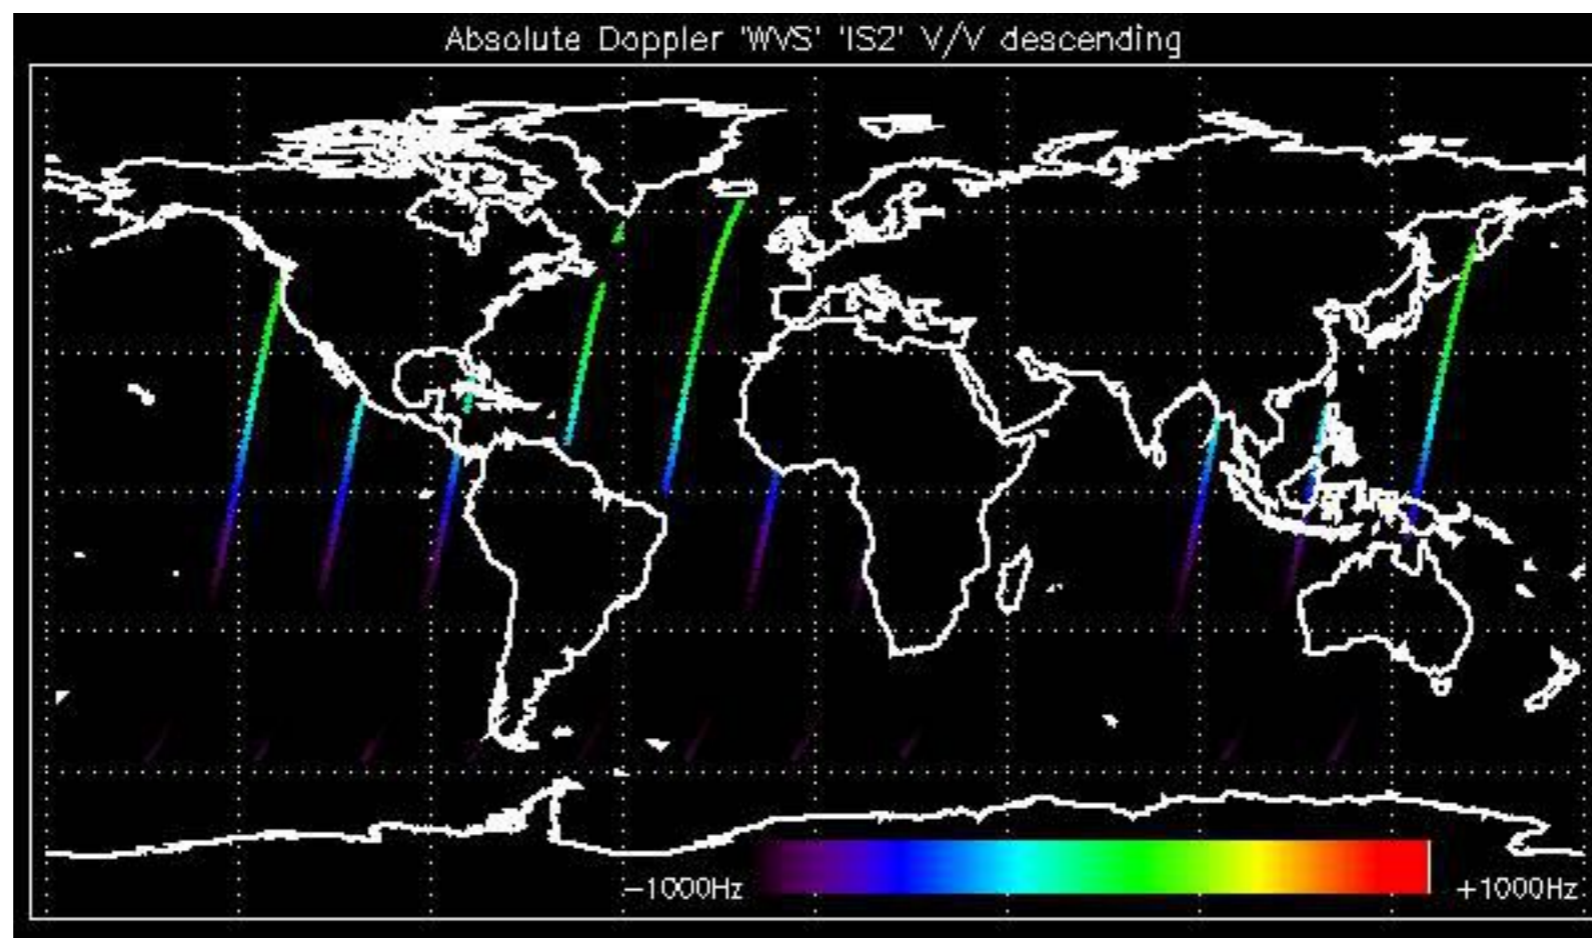 Absolute Doppler 'WVS' 'IS2' V/V descending
−1000Hz
+1000Hz